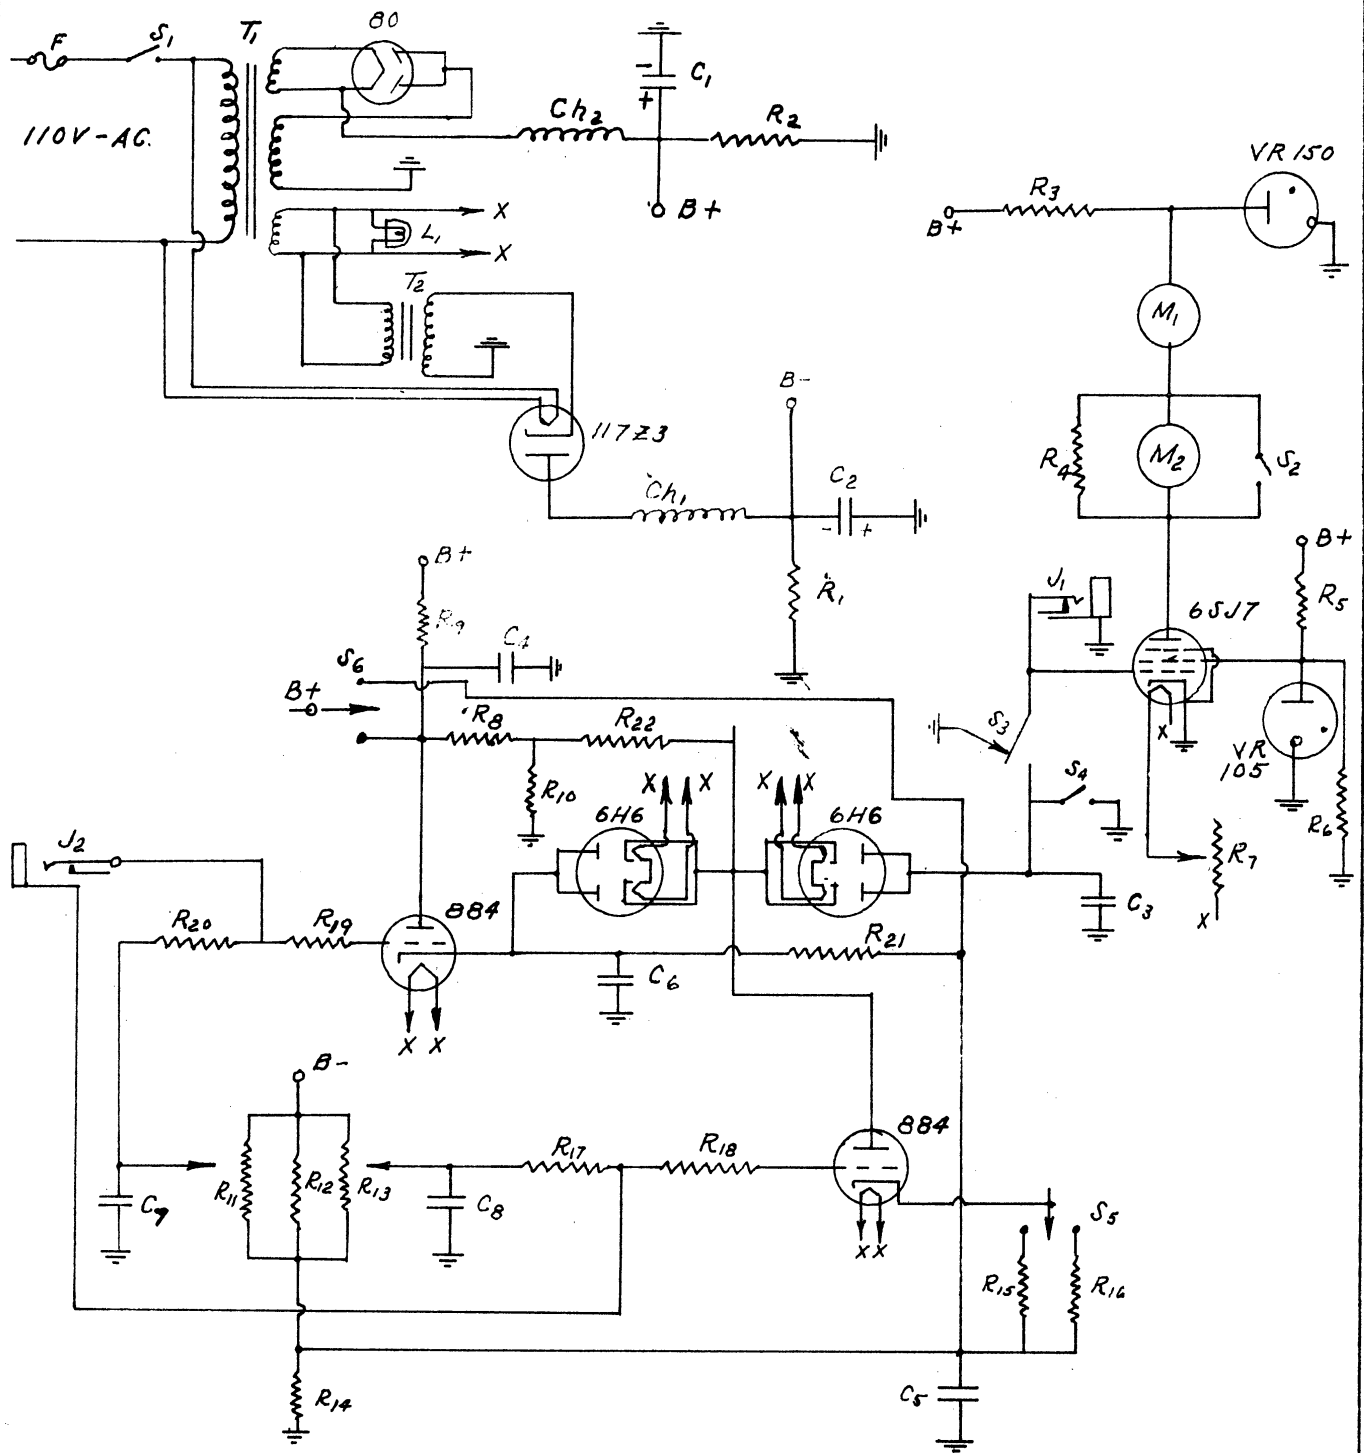 F
S1
T1
80
110V-AC.
- C1
+
Ch2
R2
B+
X
L1
X
T2
VR 150
R3
B+
M1
117Z3
B-
Ch1
C2
- +
R1
R4
M2
S2
B+
J1
6SJ7
R5
B+
R9
C4
S6
B+
R8
R22
S3
X
VR
105
R10
X X
X X
S4
6H6
6H6
R6
J2
R7
884
C3
X
R20
R19
R21
C6
X X
B-
884
R17
R18
R11
R12
R13
C9
C8
S5
XX
R15
R16
R14
C5